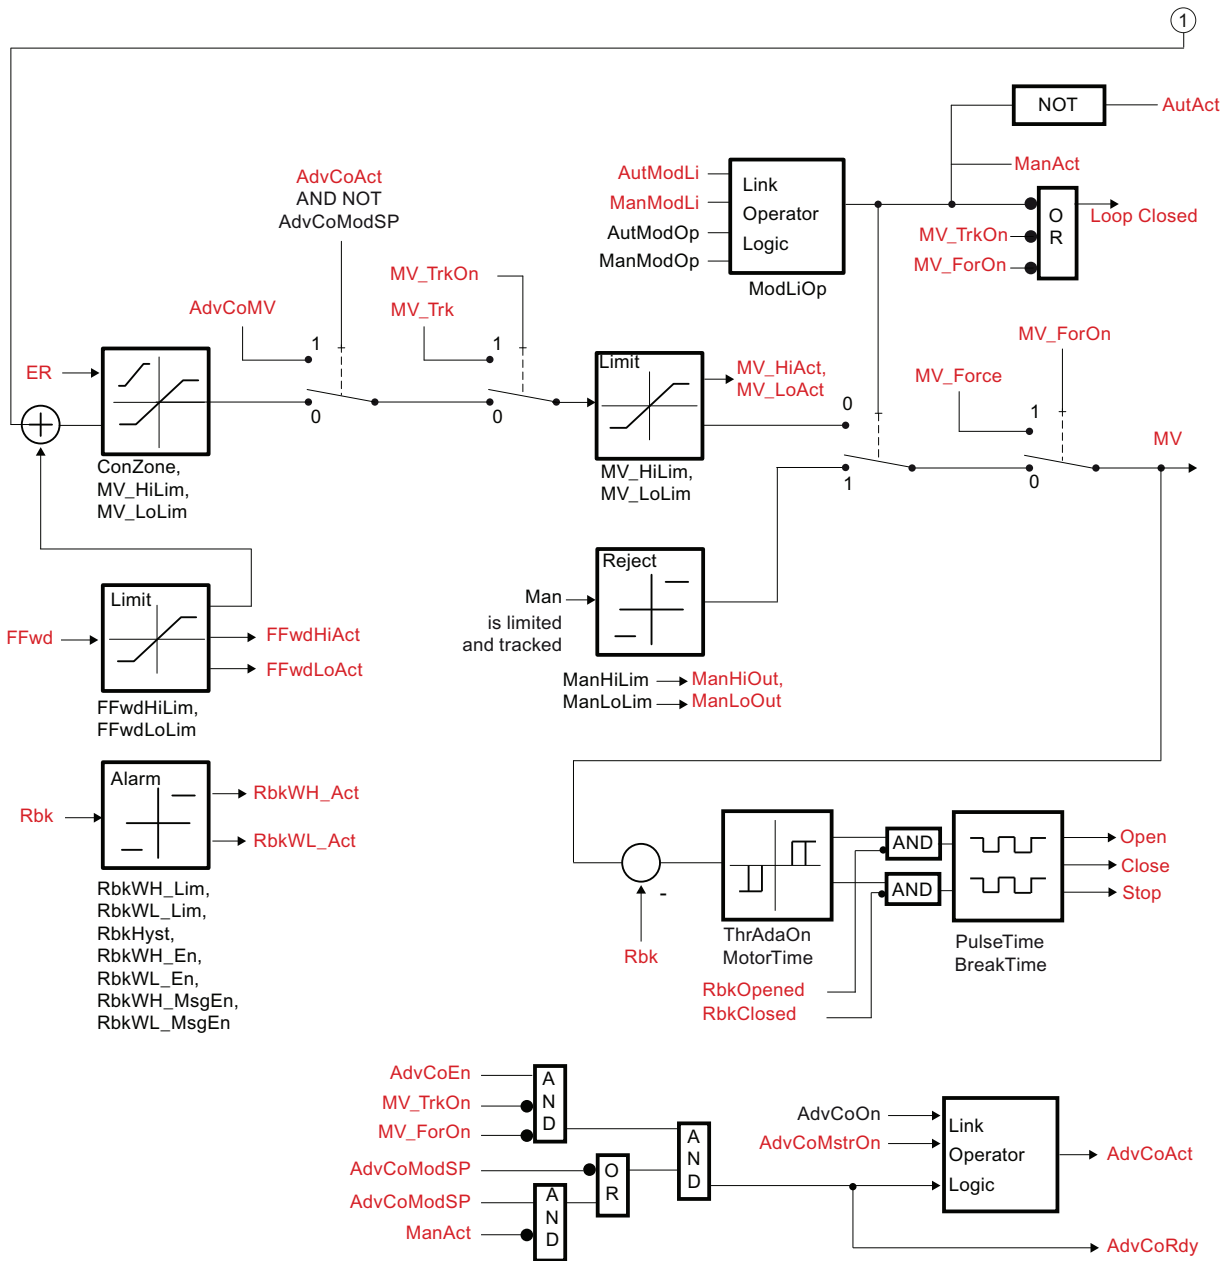 1
NOT
AutAct
ManAct
AdvCoAct
AND NOT
AdvCoModSP
AutModLi
ManModLi
AutModOp
ManModOp
Link
Operator
Logic
ModLiOp
O
R
Loop Closed
MV_TrkOn
MV_ForOn
MV_TrkOn
MV_Trk
AdvCoMV
1
0
1
0
ER
ConZone,
MV_HiLim,
MV_LoLim
Limit
MV_HiAct,
MV_LoAct
MV_HiLim,
MV_LoLim
0
1
MV_ForOn
MV_Force
1
0
MV
Reject
Man
is limited
and tracked
ManHiLim
ManHiOut,
ManLoLim
ManLoOut
Limit
FFwd
FFwdHiAct
FFwdLoAct
FFwdHiLim,
FFwdLoLim
Alarm
Rbk
RbkWH_Act
RbkWL_Act
RbkWH_Lim,
RbkWL_Lim,
RbkHyst,
RbkWH_En,
RbkWL_En,
RbkWH_MsgEn,
RbkWL_MsgEn
-
Rbk
ThrAdaOn
MotorTime
AND
AND
RbkOpened
RbkClosed
PulseTime
BreakTime
Open
Close
Stop
AdvCoEn
MV_TrkOn
MV_ForOn
A
N
D
AdvCoModSP
AdvCoModSP
ManAct
A
N
D
O
R
A
N
D
AdvCoOn
AdvCoMstrOn
Link
Operator
Logic
AdvCoAct
AdvCoRdy